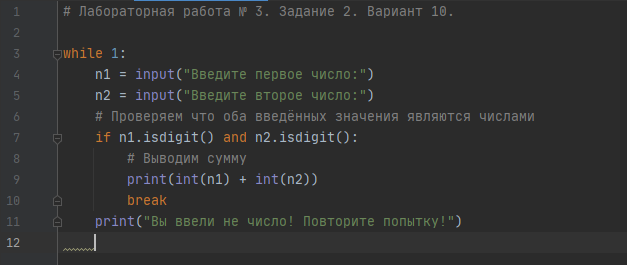 1 # Лабораторная работа № 3. Задание 2. Вариант 10.
2
3 while 1:
4     n1 = input("Введите первое число:")
5     n2 = input("Введите второе число:")
6     # Проверяем что оба введённых значения являются числами
7     if n1.isdigit() and n2.isdigit():
8         # Выводим сумму
9         print(int(n1) + int(n2))
10         break
11     print("Вы ввели не число! Повторите попытку!")
12